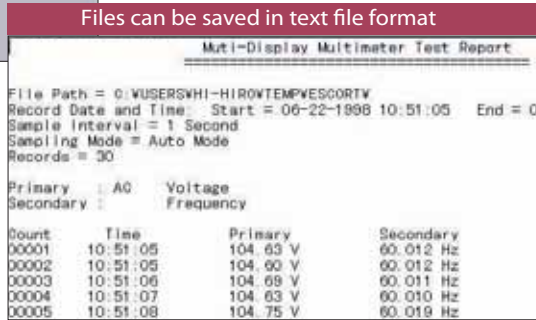 Files can be saved in text file format
Muti-Display Multimeter Test Report
File Path = C:¥USERS¥HI-HIRO¥TEMP¥ESCORT¥
Record Date and Time: Start = 06-22-1998 10:51:05 End = 0
Sample Interval = 1 Second
Sampling Mode = Auto Mode
Records = 30
Primary : AC Voltage
Secondary : Frequency
Count Time Primary Secondary
00001 10:51:05 104.63 V 60.012 Hz
00002 10:51:05 104.60 V 60.012 Hz
00003 10:51:06 104.69 V 60.011 Hz
00004 10:51:07 104.63 V 60.010 Hz
00005 10:51:08 104.75 V 60.019 Hz